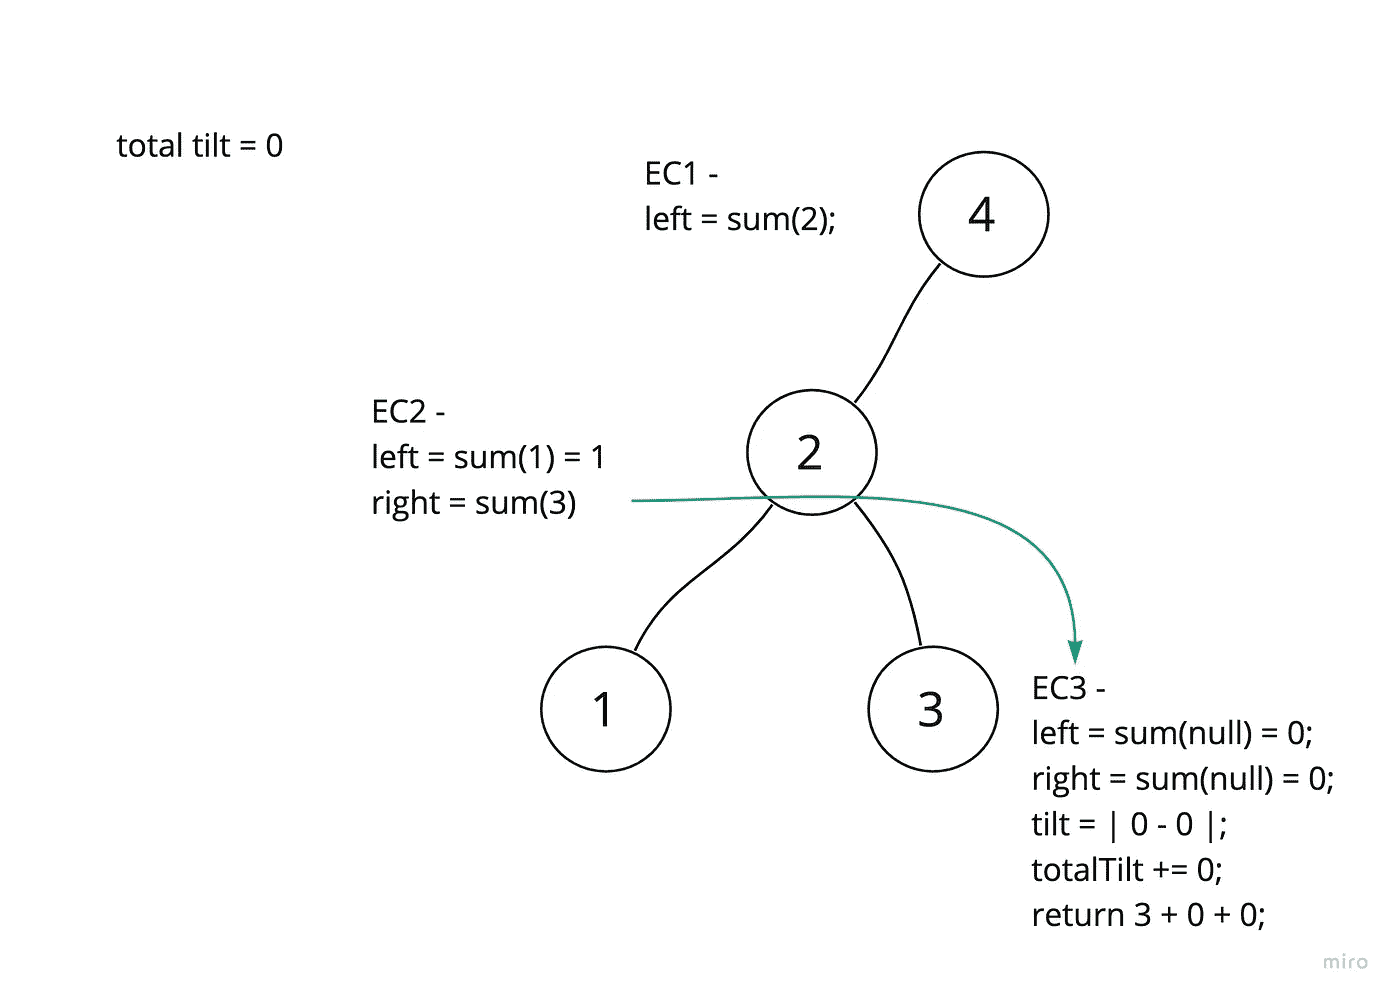 total tilt = 0
EC1 -
left = sum(2);
4
EC2 -
left = sum(1) = 1
right = sum(3)
2
1
3
EC3 -
left = sum(null) = 0;
right = sum(null) = 0;
tilt = | 0 - 0 |;
totalTilt += 0;
return 3 + 0 + 0;
miro